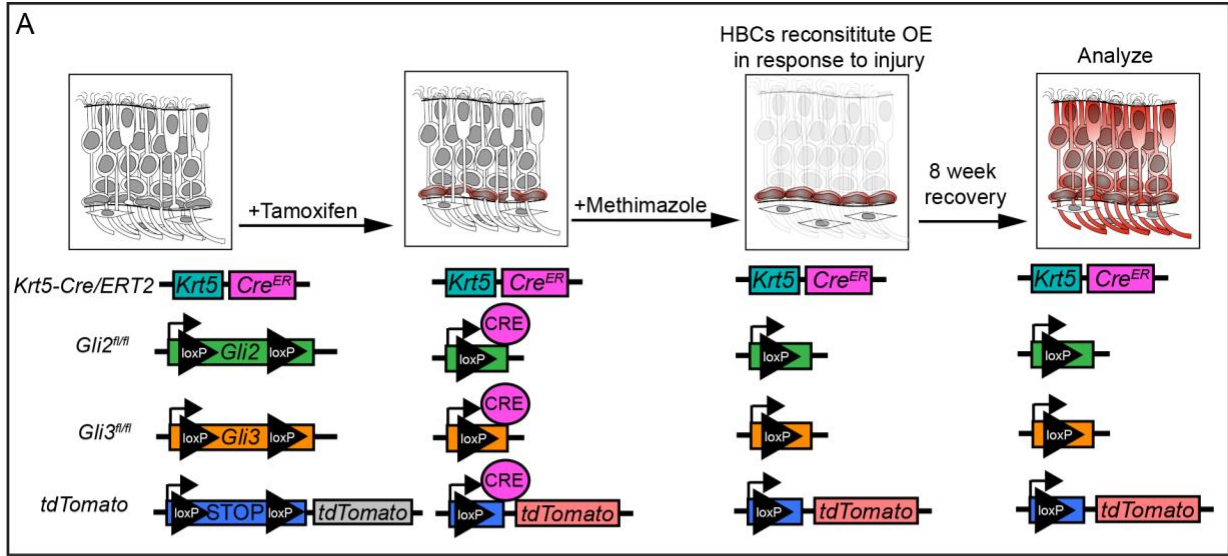 A
HBCs reconsititute OE
in response to injury
Analyze
+Tamoxifen
+Methimazole
8 week
recovery
Krt5-Cre/ERT2 Krt5 CreER Krt5 CreER Krt5 CreER Krt5 CreER
CRE
Gli2fl/fl loxP Gli2 loxP loxP loxP loxP
CRE
Gli3fl/fl loxP Gli3 loxP loxP loxP loxP
CRE
tdTomato loxP STOP loxP tdTomato loxP tdTomato loxP tdTomato loxP tdTomato